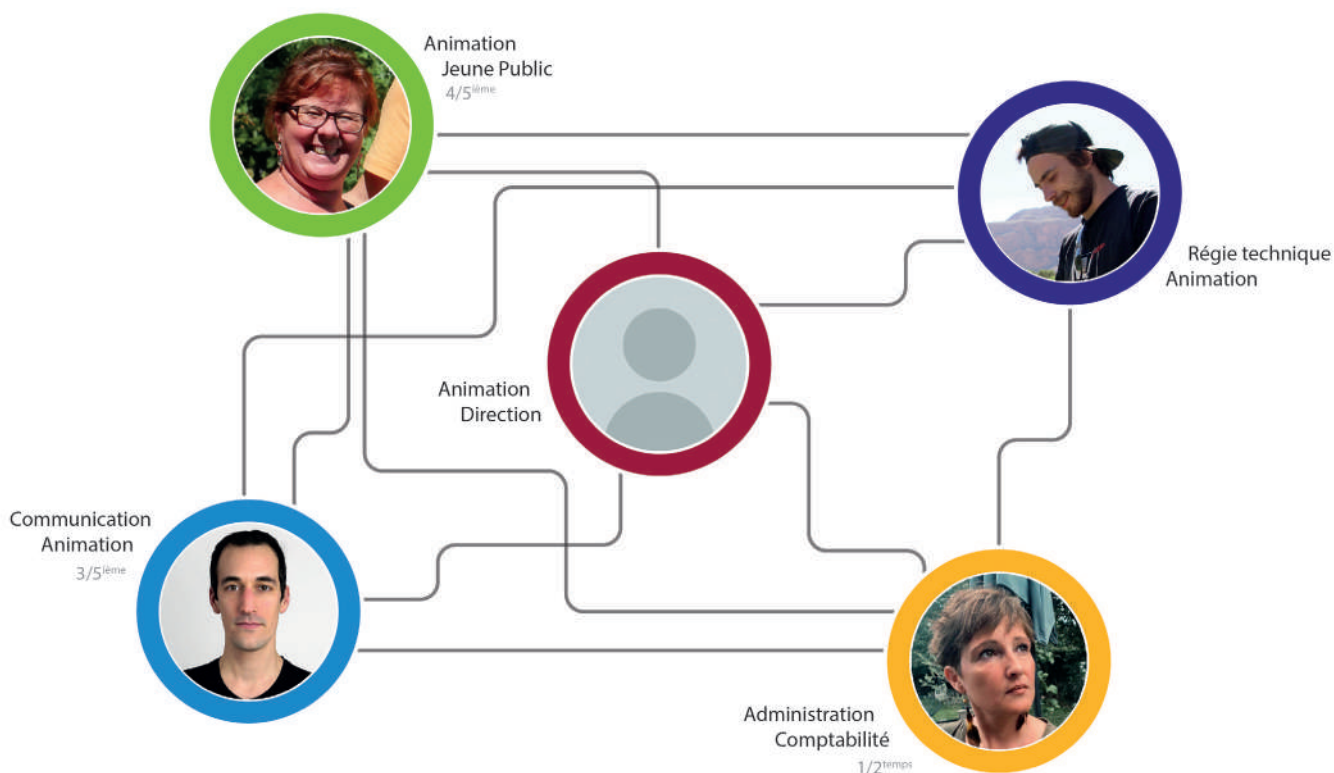 Animation
Jeune Public
4/5ième
Régie technique
Animation
Animation
Direction
Communication
Animation
3/5ième
Administration
Comptabilité
1/2temps